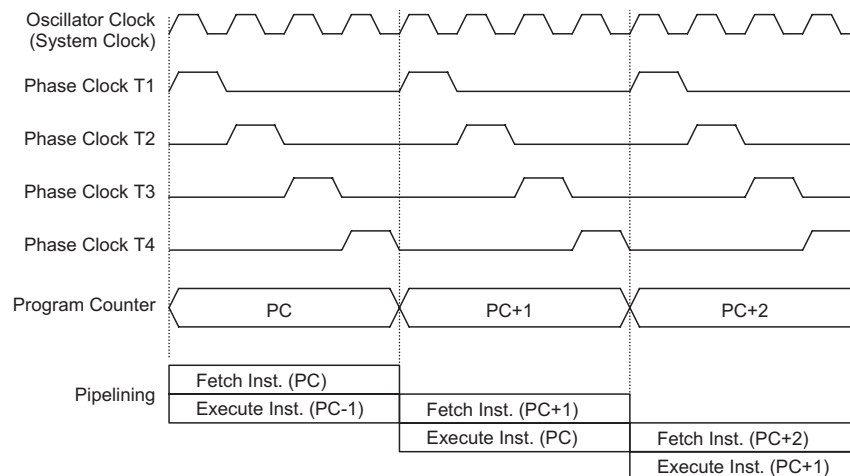 Oscillator Clock
(System Clock)
Phase Clock T1
Phase Clock T2
Phase Clock T3
Phase Clock T4
Program Counter
PC
PC+1
PC+2
Pipelining
Fetch Inst. (PC)
Execute Inst. (PC-1)
Fetch Inst. (PC+1)
Execute Inst. (PC)
Fetch Inst. (PC+2)
Execute Inst. (PC+1)